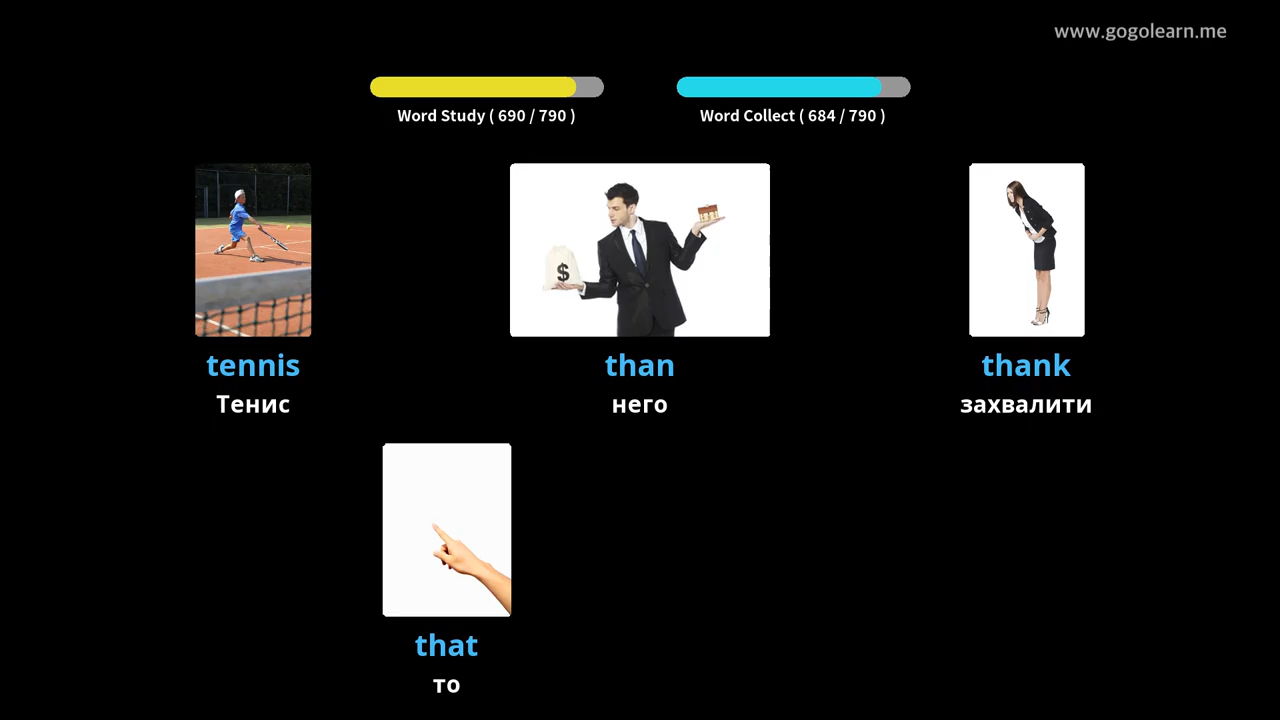 www.gogolearn.me
Word Study ( 690 / 790 )
Word Collect ( 684 / 790 )
$
tennis
Тенис
than
него
thank
захвалити
that
то